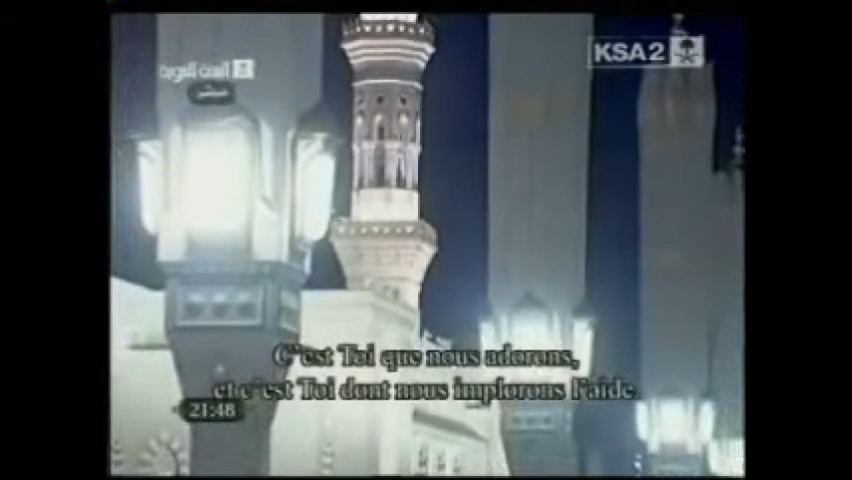 KSA2
C'est Toi que nous adorons,
et c'est Toi dont nous implorons l'aide.
21:48